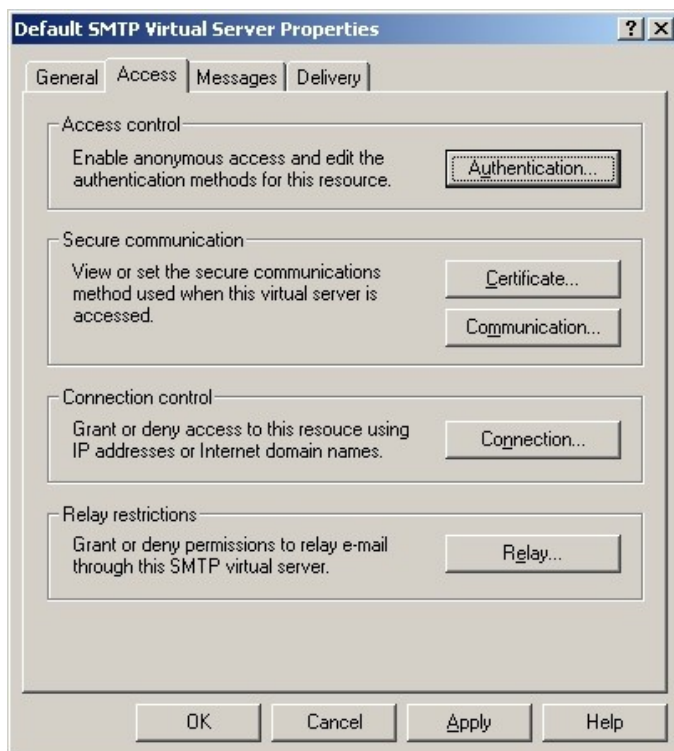 Default SMTP Virtual Server Properties
General Access Messages Delivery
Access control
Enable anonymous access and edit the
authentication methods for this resource.
Authentication...
Secure communication
View or set the secure communications
method used when this virtual server is
accessed.
Certificate...
Communication...
Connection control
Grant or deny access to this resouce using
IP addresses or Internet domain names.
Connection...
Relay restrictions
Grant or deny permissions to relay e-mail
through this SMTP virtual server.
Relay...
OK Cancel Apply Help